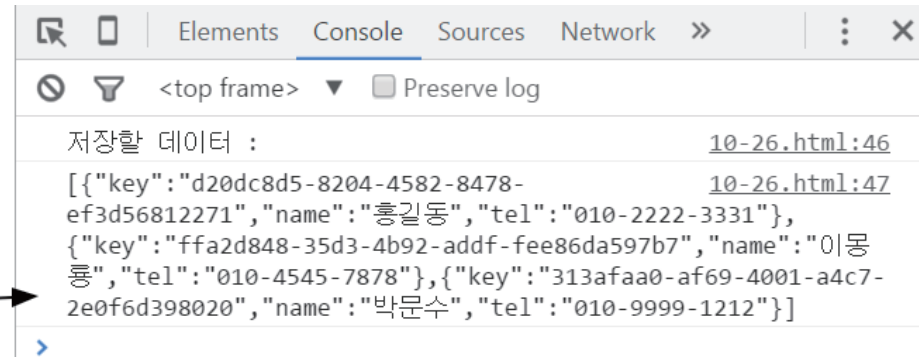 Elements Console Sources Network »
<top frame> ▼ Preserve log
저장할 데이터 : 10-26.html:46
[{"key":"d20dc8d5-8204-4582-8478- 10-26.html:47
ef3d56812271","name":"홍길동","tel":"010-2222-3331"},
{"key":"ffa2d848-35d3-4b92-addf-fee86da597b7","name":"이몽
룡","tel":"010-4545-7878"},{"key":"313afaa0-af69-4001-a4c7-
2e0f6d398020","name":"박문수","tel":"010-9999-1212"}]
>